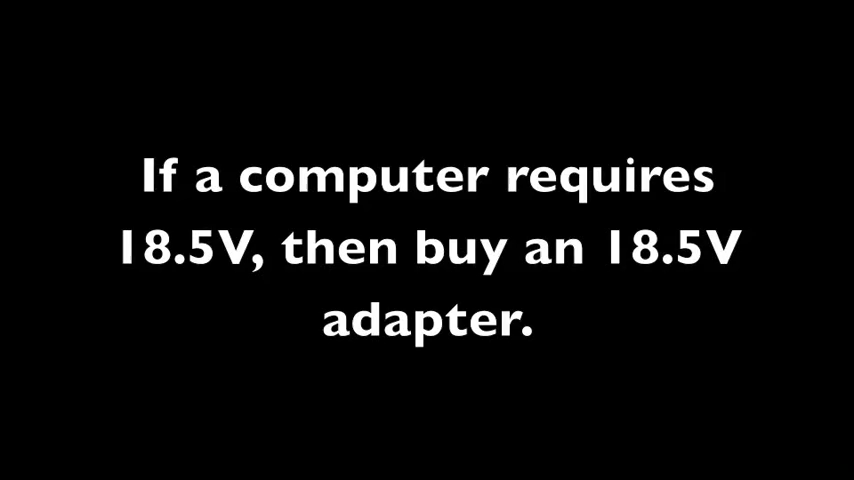 If a computer requires
18.5V, then buy an 18.5V
adapter.